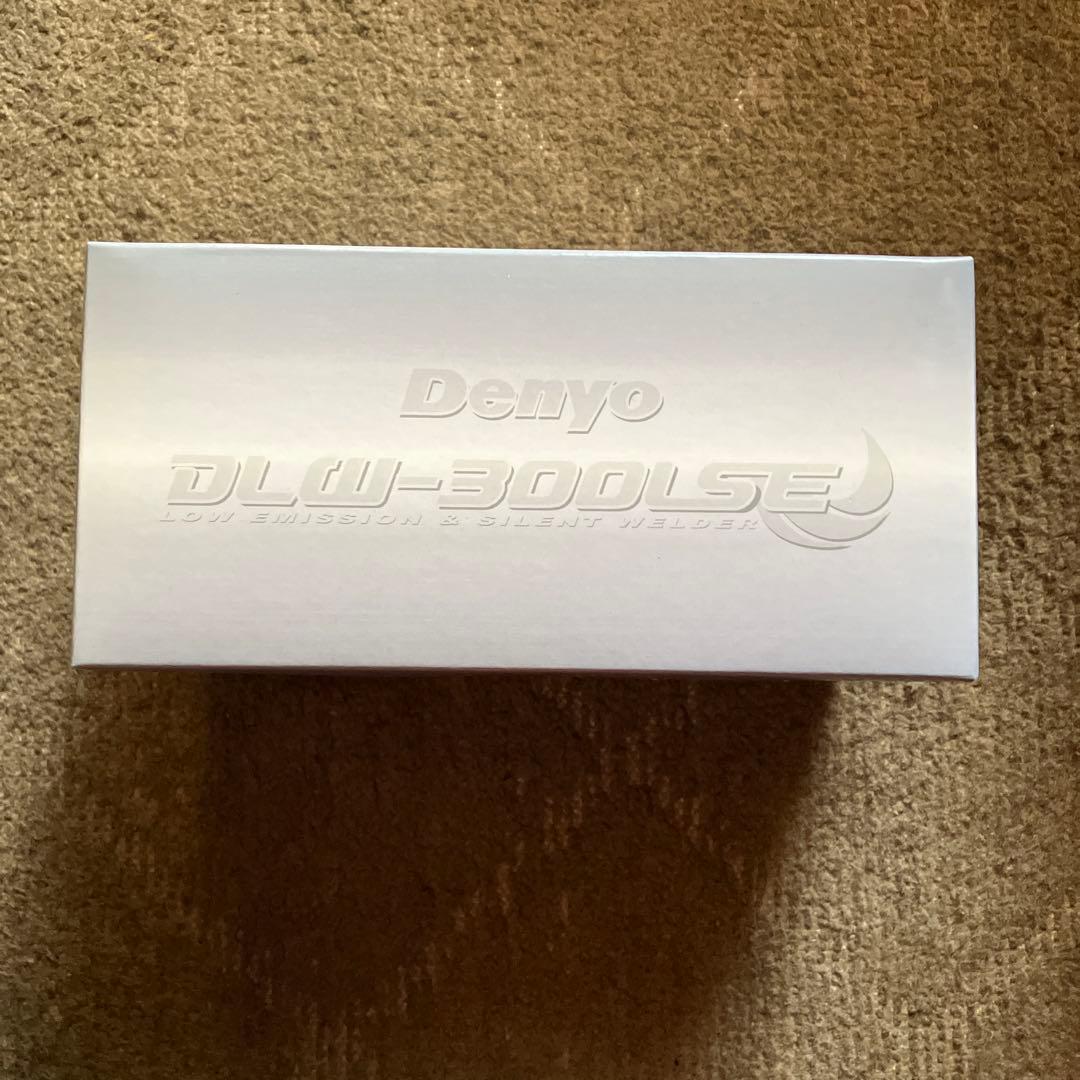 Denyo
DLW-300LSE
LOW EMISSION & SILENT WELDER